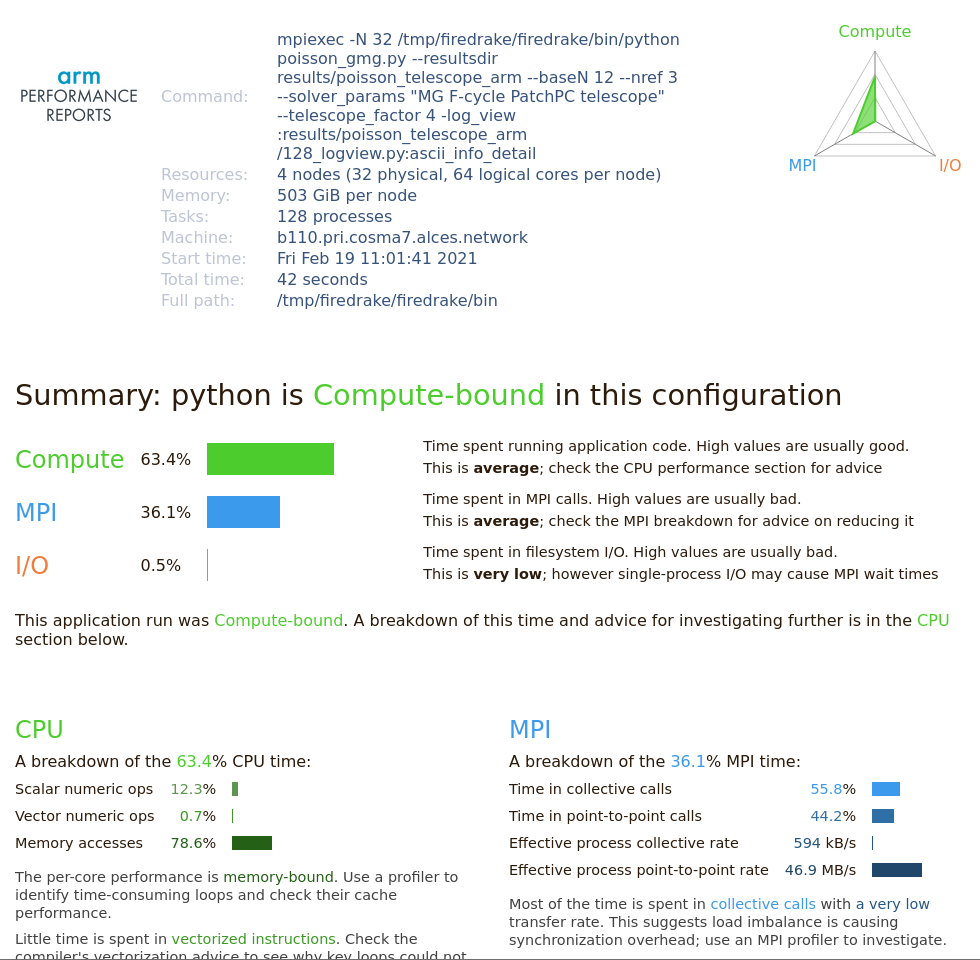 arm
PERFORMANCE
REPORTS
Command:
mpiexec -N 32 /tmp/firedrake/firedrake/bin/python
poisson_gmg.py --resultsdir
results/poisson_telescope_arm --baseN 12 --nref 3
--solver_params "MG F-cycle PatchPC telescope"
--telescope_factor 4 -log_view
:results/poisson_telescope_arm
/128_logview.py:ascii_info_detail
Resources: 4 nodes (32 physical, 64 logical cores per node)
Memory: 503 GiB per node
Tasks: 128 processes
Machine: b110.pri.cosma7.alces.network
Start time: Fri Feb 19 11:01:41 2021
Total time: 42 seconds
Full path: /tmp/firedrake/firedrake/bin
Compute
MPI
I/O
Summary: python is Compute-bound in this configuration
Compute 63.4%
Time spent running application code. High values are usually good.
This is average; check the CPU performance section for advice
MPI 36.1%
Time spent in MPI calls. High values are usually bad.
This is average; check the MPI breakdown for advice on reducing it
I/O 0.5%
Time spent in filesystem I/O. High values are usually bad.
This is very low; however single-process I/O may cause MPI wait times
This application run was Compute-bound. A breakdown of this time and advice for investigating further is in the CPU
section below.
CPU
A breakdown of the 63.4% CPU time:
Scalar numeric ops 12.3%
Vector numeric ops 0.7%
Memory accesses 78.6%
The per-core performance is memory-bound. Use a profiler to
identify time-consuming loops and check their cache
performance.
Little time is spent in vectorized instructions. Check the
compiler's vectorization advice to see why key loops could not
MPI
A breakdown of the 36.1% MPI time:
Time in collective calls 55.8%
Time in point-to-point calls 44.2%
Effective process collective rate 594 kB/s
Effective process point-to-point rate 46.9 MB/s
Most of the time is spent in collective calls with a very low
transfer rate. This suggests load imbalance is causing
synchronization overhead; use an MPI profiler to investigate.